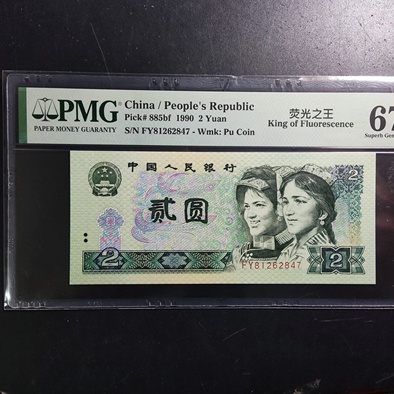 PMG
PAPER MONEY GUARANTY
China / People's Republic
Pick# 885bf 1990 2 Yuan
S/N FY81262847 - Wmk: Pu Coin
荧光之王
King of Fluorescence
67
Superb Gem
中国人民银行
贰圆
2
FY81262847
2
2